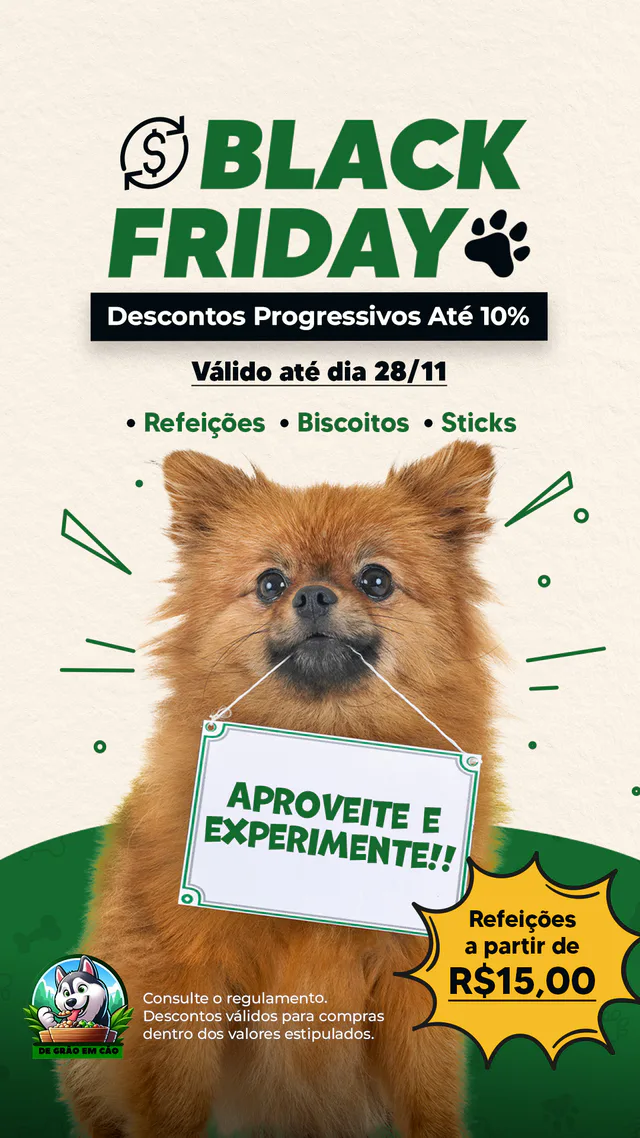 BLACK
FRIDAY
Descontos Progressivos Até 10%
Válido até dia 28/11
• Refeições • Biscoitos • Sticks
APROVEITE E
EXPERIMENTE!!
Refeições
a partir de
R$15,00
Consulte o regulamento.
Descontos válidos para compras
dentro dos valores estipulados.
DE GRÃO EM CÃO